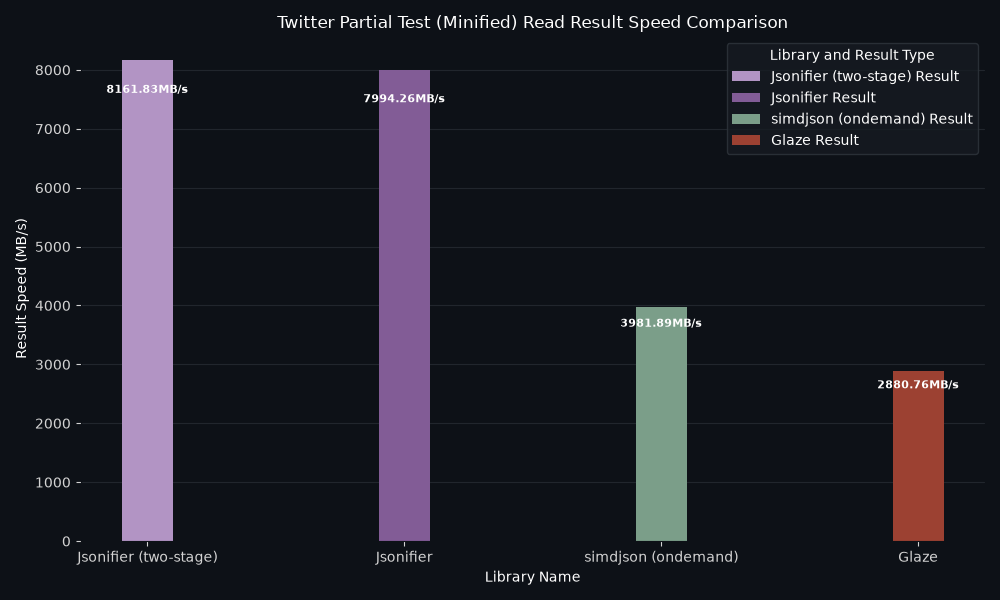 Twitter Partial Test (Minified) Read Result Speed Comparison
Library and Result Type
Jsonifier (two-stage) Result
Jsonifier Result
simdjson (ondemand) Result
Glaze Result
8161.83MB/s
7994.26MB/s
3981.89MB/s
2880.76MB/s
Result Speed (MB/s)
8000
7000
6000
5000
4000
3000
2000
1000
0
Jsonifier (two-stage)
Jsonifier
simdjson (ondemand)
Glaze
Library Name